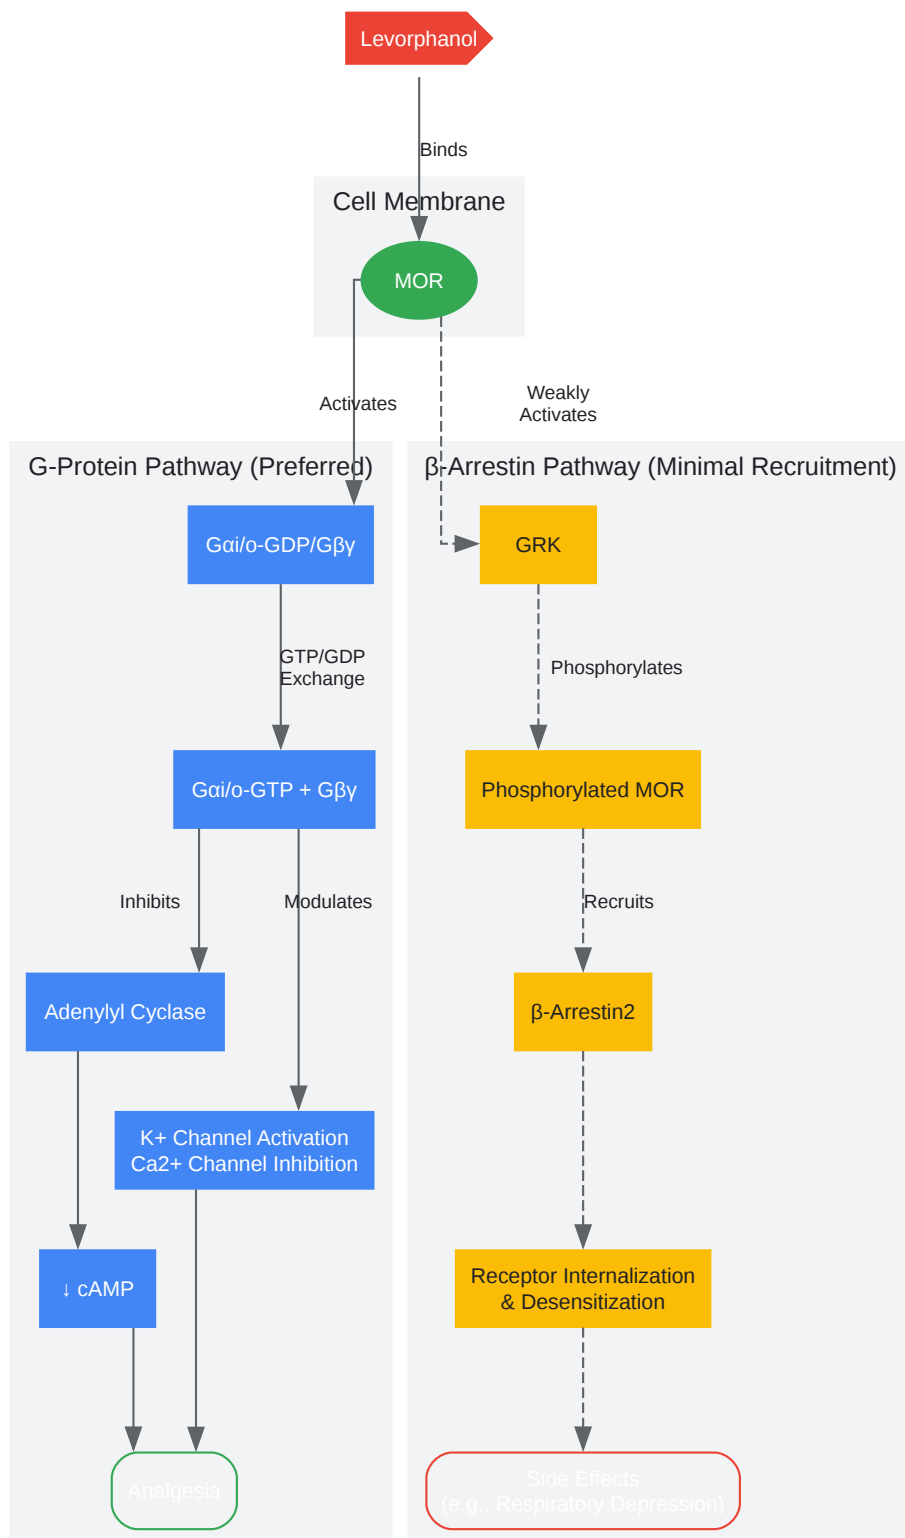 Levorphanol
Binds
Cell Membrane
MOR
Activates
Weakly
Activates
G-Protein Pathway (Preferred)
β-Arrestin Pathway (Minimal Recruitment)
Gαi/o-GDP/Gβγ
GRK
GTP/GDP
Exchange
Phosphorylates
Gαi/o-GTP + Gβγ
Phosphorylated MOR
Inhibits
Modulates
Recruits
Adenylyl Cyclase
β-Arrestin2
K+ Channel Activation
Ca2+ Channel Inhibition
↓ cAMP
Receptor Internalization
& Desensitization
Analgesia
Side Effects
(e.g., Respiratory Depression)